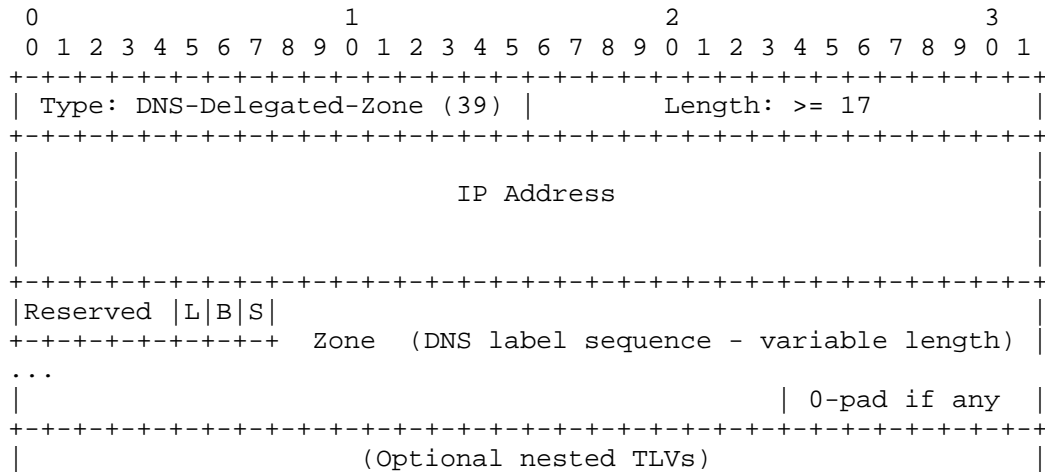 0                   1                   2                   3
 0 1 2 3 4 5 6 7 8 9 0 1 2 3 4 5 6 7 8 9 0 1 2 3 4 5 6 7 8 9 0 1
+-+-+-+-+-+-+-+-+-+-+-+-+-+-+-+-+-+-+-+-+-+-+-+-+-+-+-+-+-+-+-+-+
| Type: DNS-Delegated-Zone (39) |        Length: >= 17          |
+-+-+-+-+-+-+-+-+-+-+-+-+-+-+-+-+-+-+-+-+-+-+-+-+-+-+-+-+-+-+-+-+
|                                                               |
|                           IP Address                          |
|                                                               |
|                                                               |
+-+-+-+-+-+-+-+-+-+-+-+-+-+-+-+-+-+-+-+-+-+-+-+-+-+-+-+-+-+-+-+-+
|Reserved |L|B|S|                                               |
+-+-+-+-+-+-+-+-+  Zone  (DNS label sequence - variable length) |
...
|                                               | 0-pad if any  |
+-+-+-+-+-+-+-+-+-+-+-+-+-+-+-+-+-+-+-+-+-+-+-+-+-+-+-+-+-+-+-+-+
|                     (Optional nested TLVs)                    |